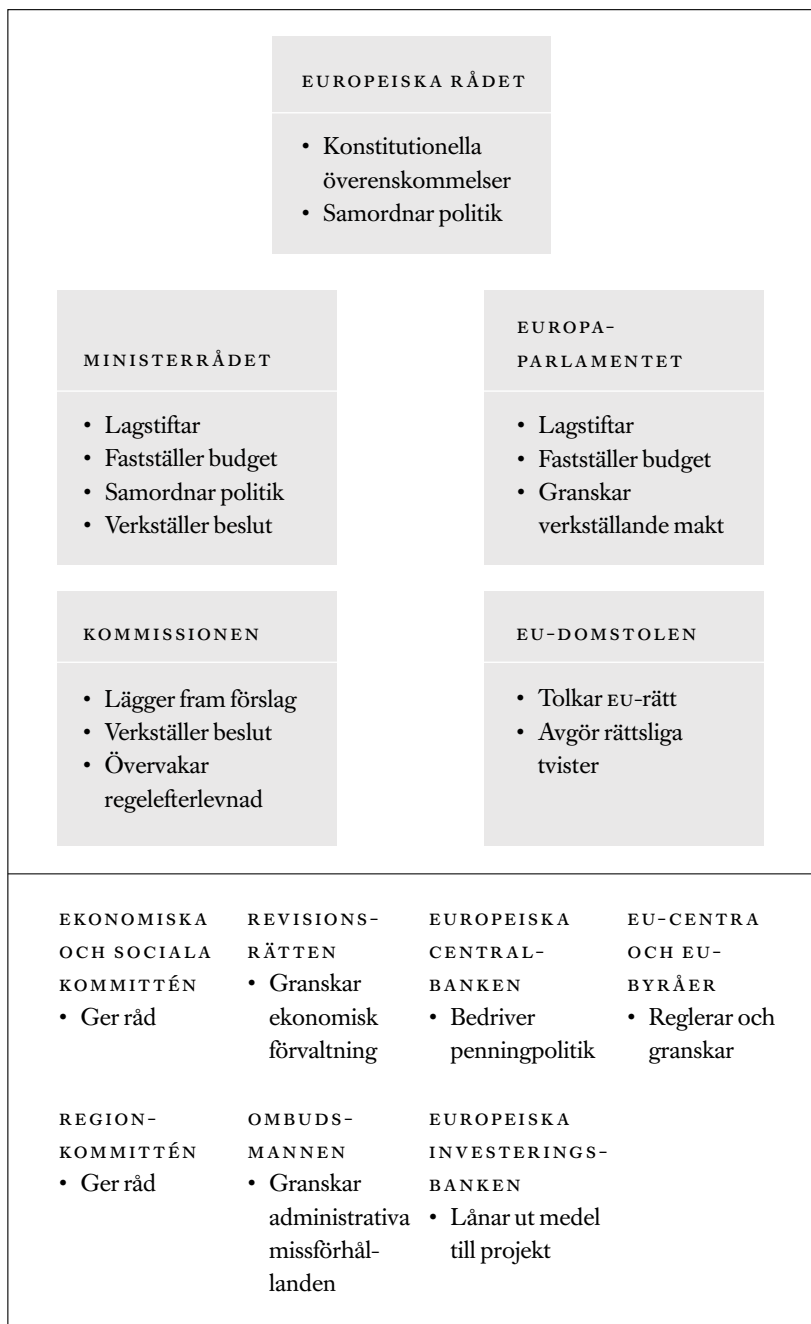 EUROPEISKA RÅDET
• Konstitutionella
överenskommelser
• Samordnar politik
MINISTERRÅDET
• Lagstiftar
• Fastställer budget
• Samordnar politik
• Verkställer beslut
EUROPA-
PARLAMENTET
• Lagstiftar
• Fastställer budget
• Granskar
verkställande makt
KOMMISSIONEN
• Lägger fram förslag
• Verkställer beslut
• Övervakar
regelefterlevnad
EU-DOMSTOLEN
• Tolkar EU-rätt
• Avgör rättsliga
tvister
EKONOMISKA
OCH SOCIALA
KOMMITTÉN
• Ger råd
REVISIONS-
RÄTTEN
• Granskar
ekonomisk
förvaltning
EUROPEISKA
CENTRAL-
BANKEN
• Bedriver
penningpolitik
EU-CENTRA
OCH EU-
BYRÅER
• Reglerar och
granskar
REGION-
KOMMITTÉN
• Ger råd
OMBUDS-
MANNEN
• Granskar
administrativa
missförhål-
landen
EUROPEISKA
INVESTERINGS-
BANKEN
• Lånar ut medel
till projekt